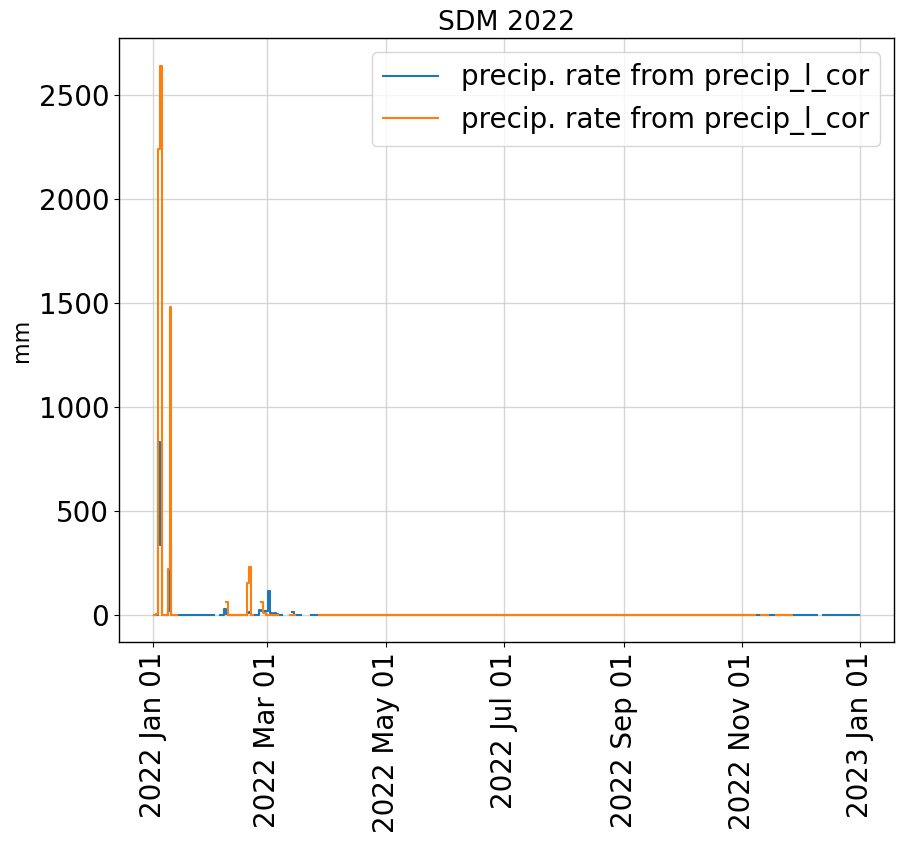 SDM 2022
precip. rate from precip_l_cor
precip. rate from precip_l_cor
2500
2000
1500
1000
500
0
mm
2022 Jan 01
2022 Mar 01
2022 May 01
2022 Jul 01
2022 Sep 01
2022 Nov 01
2023 Jan 01